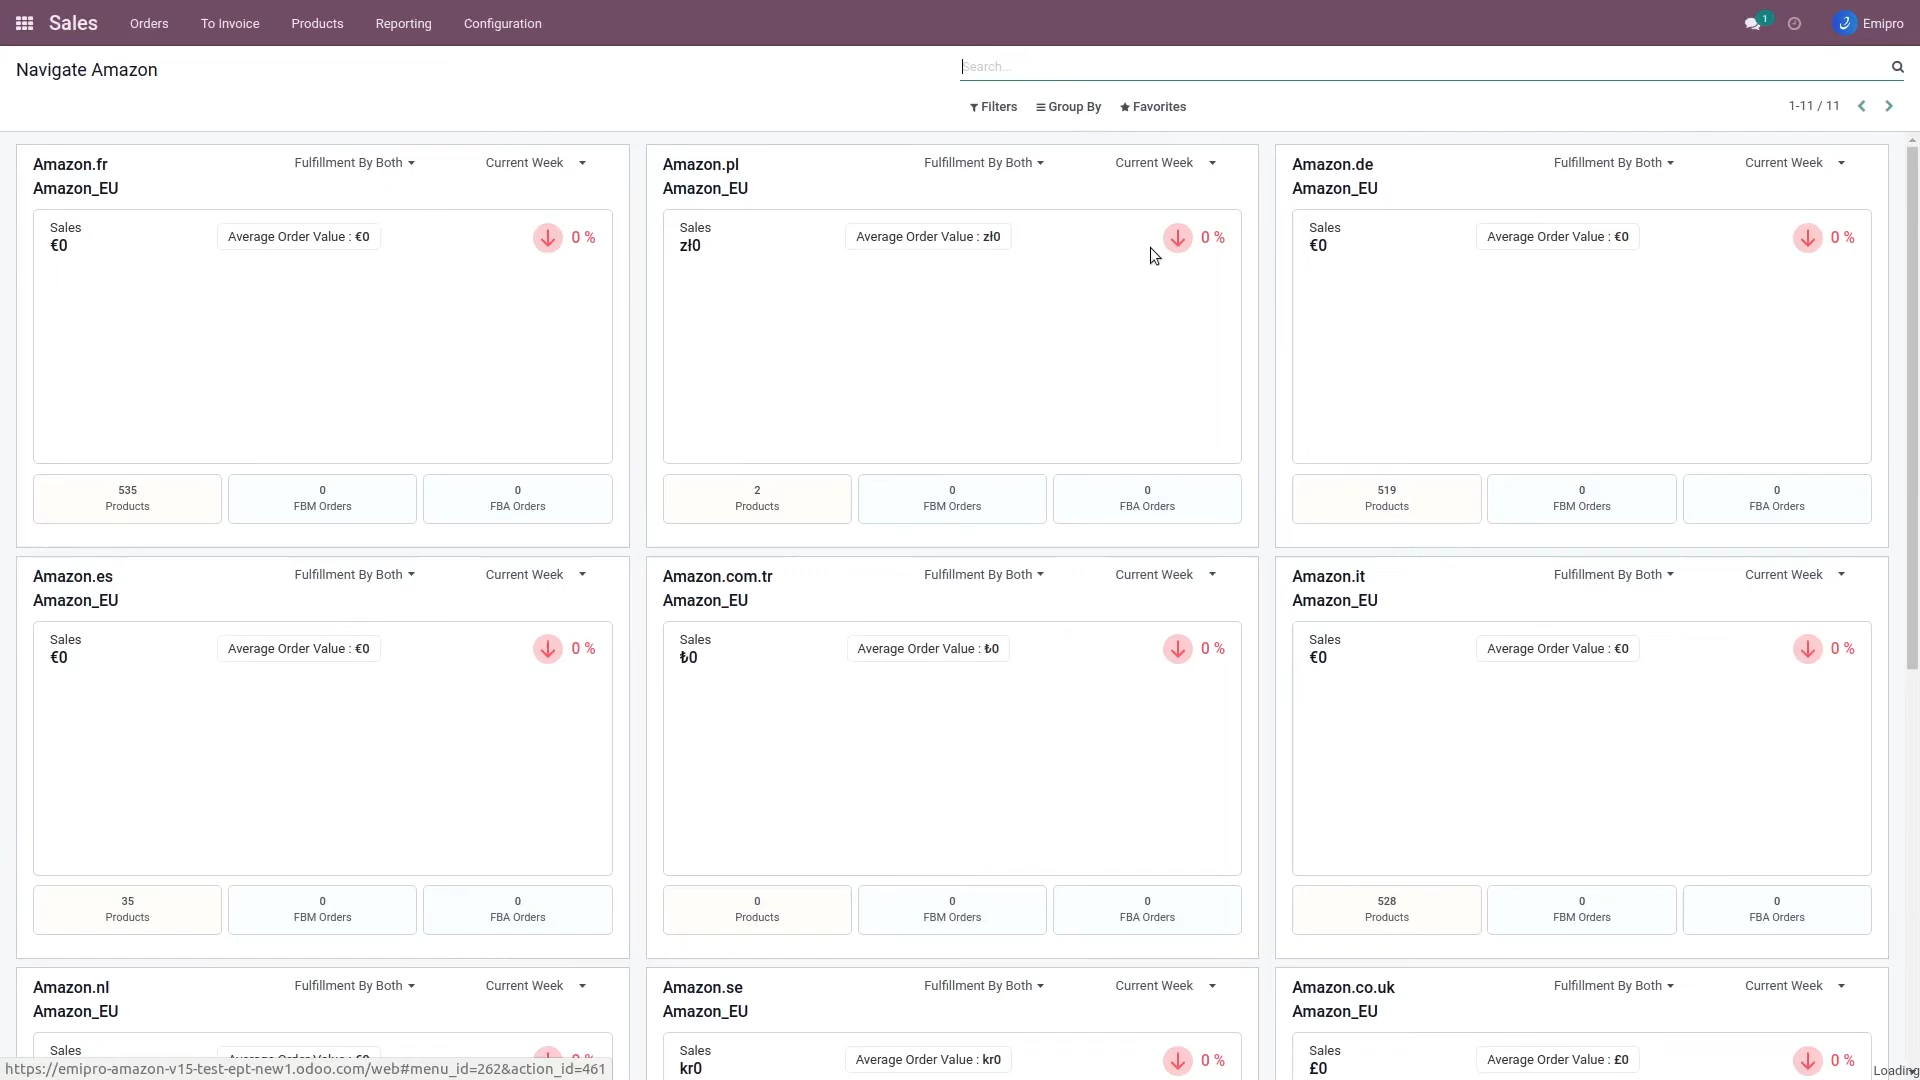 Sales Orders To Invoice Products Reporting Configuration 1 Emipro
Navigate Amazon
Search...
Filters Group By Favorites 1-11 / 11
Amazon.fr Fulfillment By Both Current Week
Amazon_EU
Sales
€0
Average Order Value : €0
0 %
535
Products
0
FBM Orders
0
FBA Orders
Amazon.pl Fulfillment By Both Current Week
Amazon_EU
Sales
zł0
Average Order Value : zł0
0 %
2
Products
0
FBM Orders
0
FBA Orders
Amazon.de Fulfillment By Both Current Week
Amazon_EU
Sales
€0
Average Order Value : €0
0 %
519
Products
0
FBM Orders
0
FBA Orders
Amazon.es Fulfillment By Both Current Week
Amazon_EU
Sales
€0
Average Order Value : €0
0 %
35
Products
0
FBM Orders
0
FBA Orders
Amazon.com.tr Fulfillment By Both Current Week
Amazon_EU
Sales
₺0
Average Order Value : ₺0
0 %
0
Products
0
FBM Orders
0
FBA Orders
Amazon.it Fulfillment By Both Current Week
Amazon_EU
Sales
€0
Average Order Value : €0
0 %
528
Products
0
FBM Orders
0
FBA Orders
Amazon.nl Fulfillment By Both Current Week
Amazon_EU
Sales
Amazon.se Fulfillment By Both Current Week
Amazon_EU
Sales
kr0
Average Order Value : kr0
0 %
Amazon.co.uk Fulfillment By Both Current Week
Amazon_EU
Sales
£0
Average Order Value : £0
0 %
https://emipro-amazon-v15-test-ept-new1.odoo.com/web#menu_id=262&action_id=461
Loading